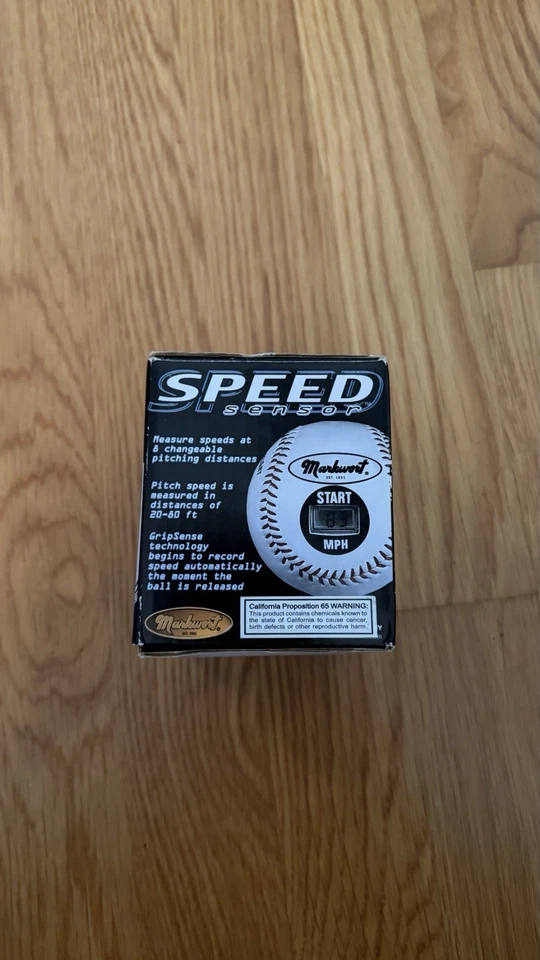 SPEED
sensor™
Measure speeds at
8 changeable
pitching distances
Pitch speed is
measured in
distances of
20-80 ft
GripSense
technology
begins to record
speed automatically
the moment the
ball is released
Markwort®
EST. 1931
START
MPH
Markwort®
EST. 1931
California Proposition 65 WARNING:
This product contains chemicals known to
the state of California to cause cancer,
birth defects or other reproductive harm.